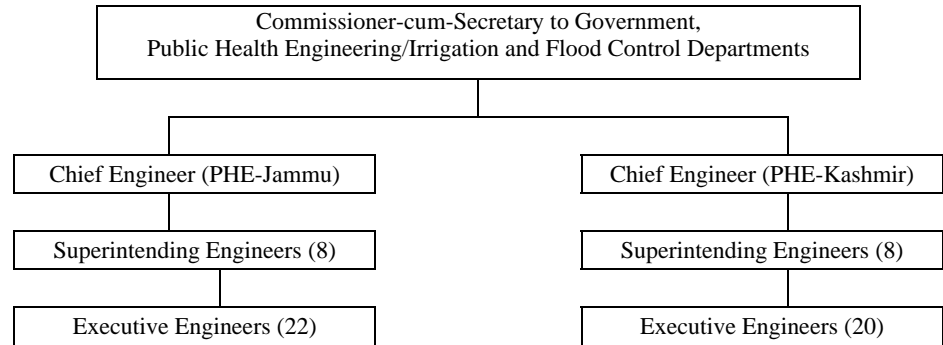 Commissioner-cum-Secretary to Government,
Public Health Engineering/Irrigation and Flood Control Departments
Chief Engineer (PHE-Jammu)
Chief Engineer (PHE-Kashmir)
Superintending Engineers (8)
Superintending Engineers (8)
Executive Engineers (22)
Executive Engineers (20)